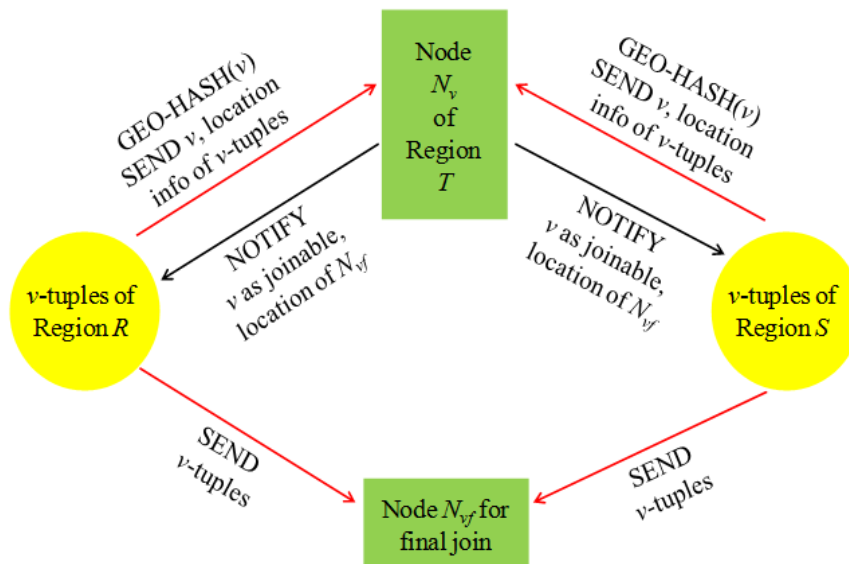 Node
N_v
of
Region
T
GEO-HASH(v)
SEND v, location
info of v-tuples
GEO-HASH(v)
SEND v, location
info of v-tuples
NOTIFY
v as joinable,
location of N_vf
NOTIFY
v as joinable,
location of N_vf
v-tuples of
Region R
v-tuples of
Region S
SEND
v-tuples
SEND
v-tuples
Node N_vf for
final join